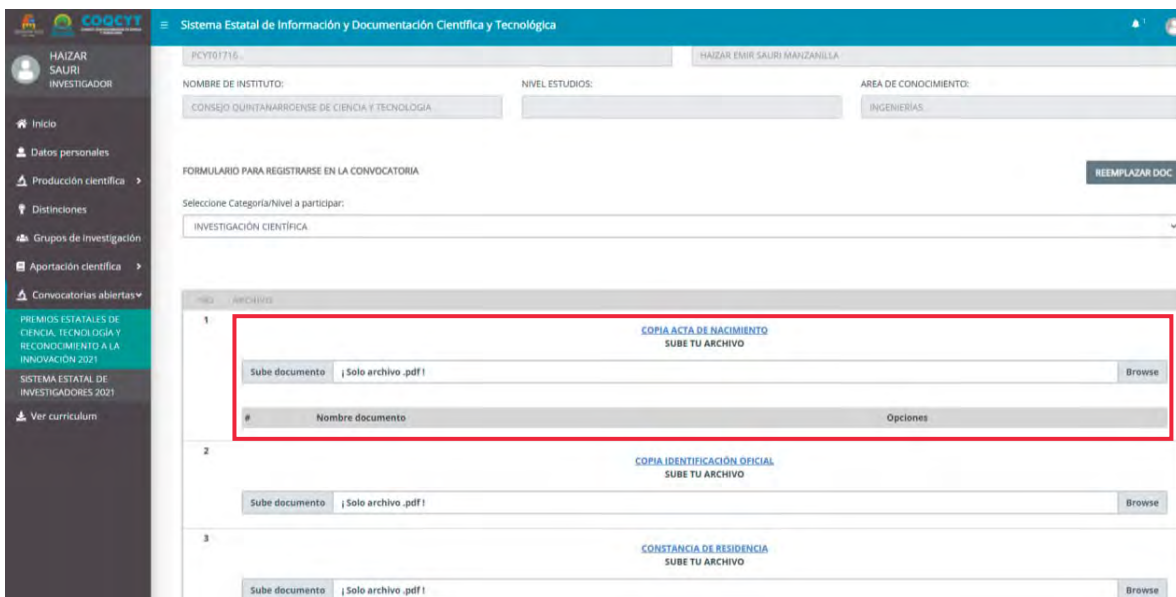 COQCYT
Sistema Estatal de Información y Documentación Científica y Tecnológica
1
HAIZAR
SAURI
INVESTIGADOR
Inicio
Datos personales
Producción científica
Distinciones
Grupos de investigación
Aportación científica
Convocatorias abiertas
PREMIOS ESTATALES DE
CIENCIA, TECNOLOGÍA Y
RECONOCIMIENTO A LA
INNOVACIÓN 2021
SISTEMA ESTATAL DE
INVESTIGADORES 2021
Ver curriculum
PCYT01716
HAIZAR EMIR SAURI MANZANILLA
NOMBRE DE INSTITUTO:
NIVEL ESTUDIOS:
AREA DE CONOCIMIENTO:
CONSEJO QUINTANARROENSE DE CIENCIA Y TECNOLOGIA
INGENIERÍAS
FORMULARIO PARA REGISTRARSE EN LA CONVOCATORIA
REEMPLAZAR DOC
Seleccione Categoría/Nivel a participar:
INVESTIGACIÓN CIENTÍFICA
1
COPIA ACTA DE NACIMIENTO
SUBE TU ARCHIVO
Sube documento ¡ Solo archivo .pdf ! Browse
# Nombre documento Opciones
2
COPIA IDENTIFICACIÓN OFICIAL
SUBE TU ARCHIVO
Sube documento ¡ Solo archivo .pdf ! Browse
3
CONSTANCIA DE RESIDENCIA
SUBE TU ARCHIVO
Sube documento ¡ Solo archivo .pdf ! Browse